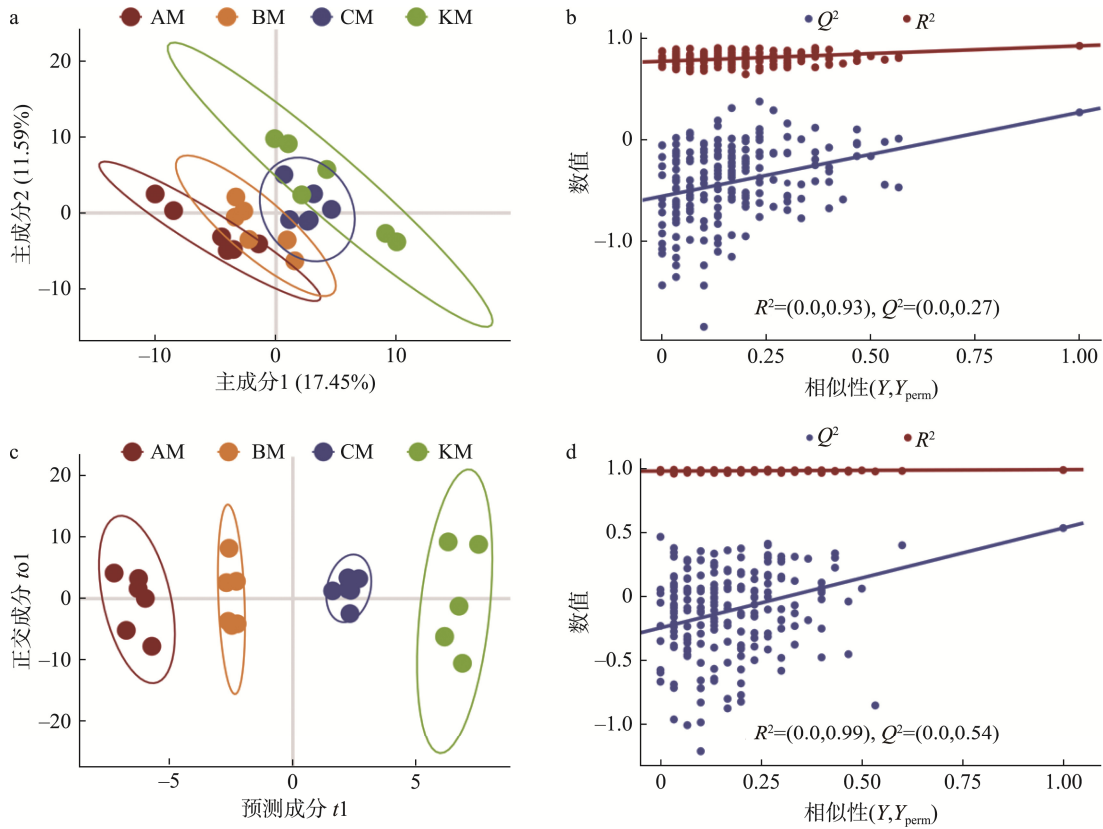 a
AM BM CM KM
20
10
0
−10
主成分2 (11.59%)
−10 0 10
主成分1 (17.45%)
b
Q² R²
1.0
0
−1.0
数值
R²=(0.0,0.93), Q²=(0.0,0.27)
0 0.25 0.50 0.75 1.00
相似性(Y,Yperm)
c
AM BM CM KM
20
10
0
−10
−20
正交成分 to1
−5 0 5
预测成分 t1
d
Q² R²
1.0
0.5
0
−0.5
−1.0
数值
R²=(0.0,0.99), Q²=(0.0,0.54)
0 0.25 0.50 0.75 1.00
相似性(Y,Yperm)